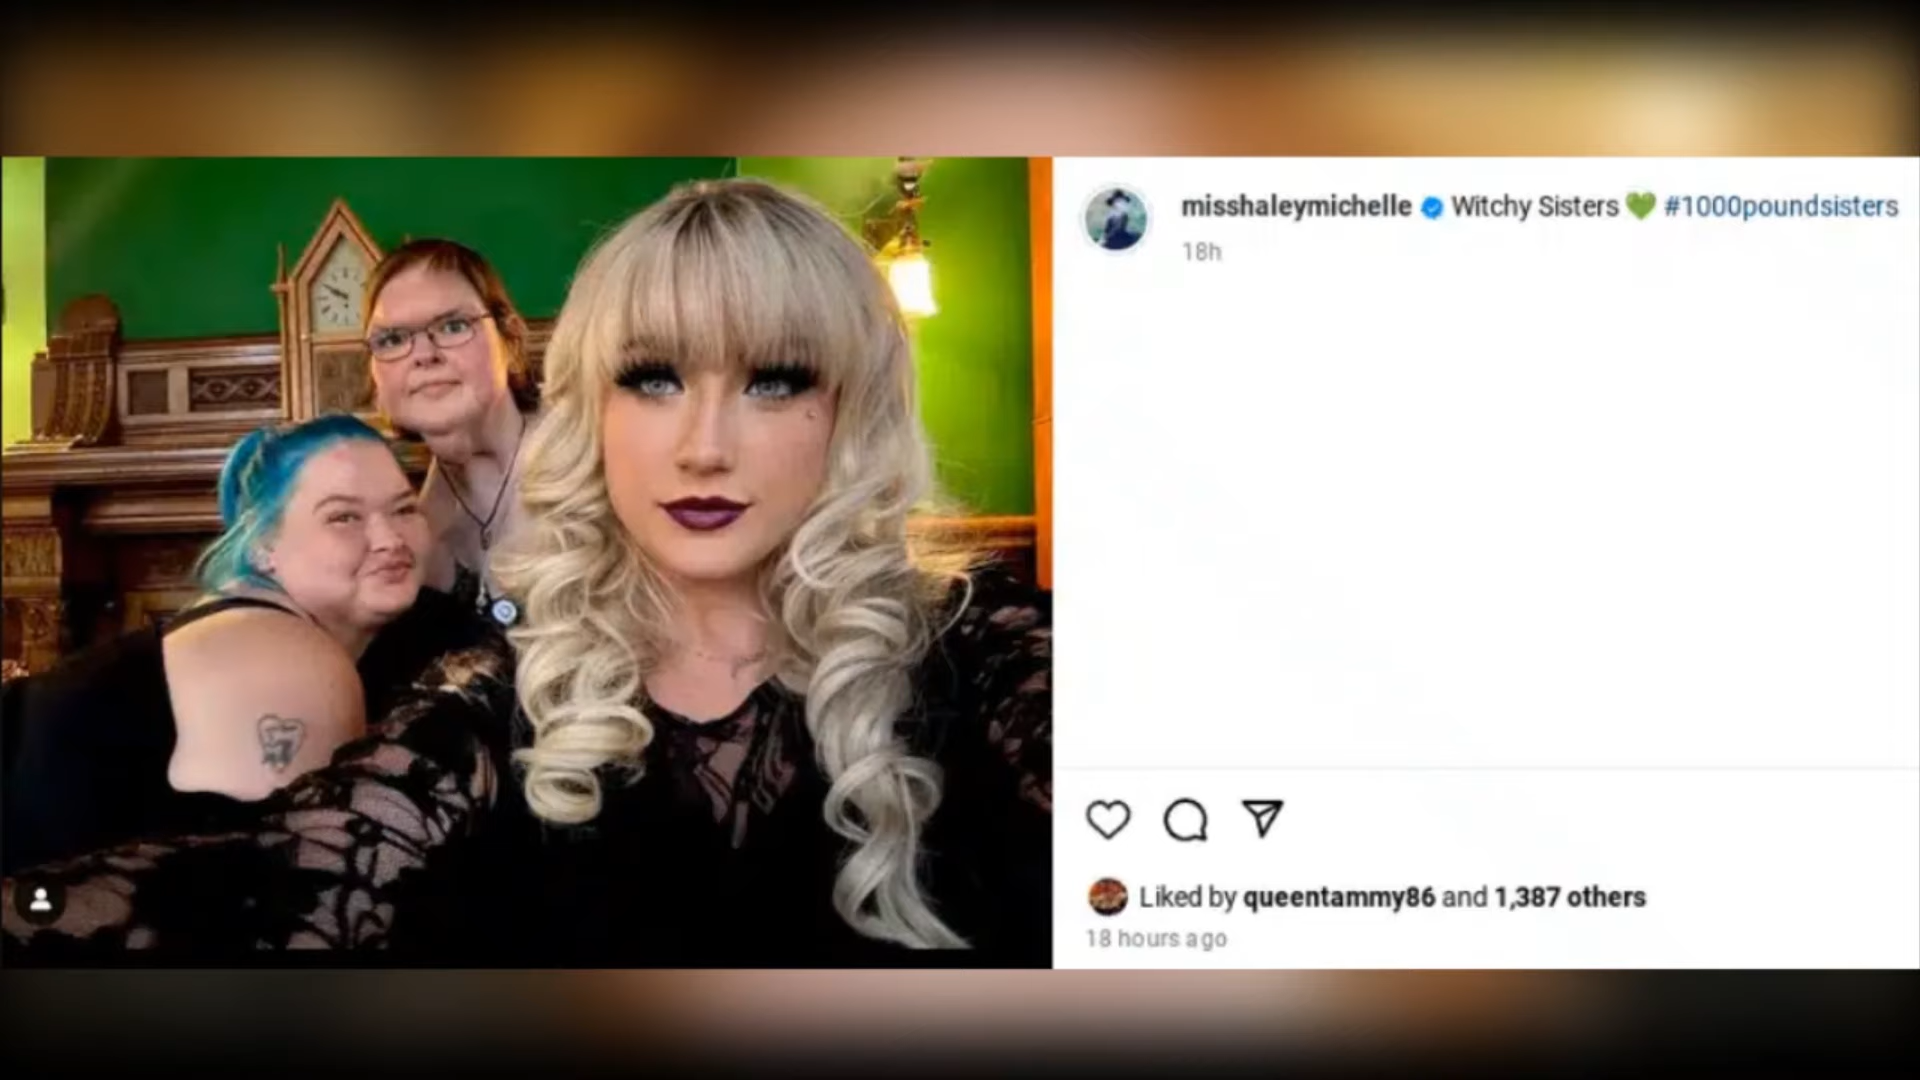 misshaleymichelle Witchy Sisters 💚 #1000poundsisters
18h
Liked by queentammy86 and 1,387 others
18 hours ago